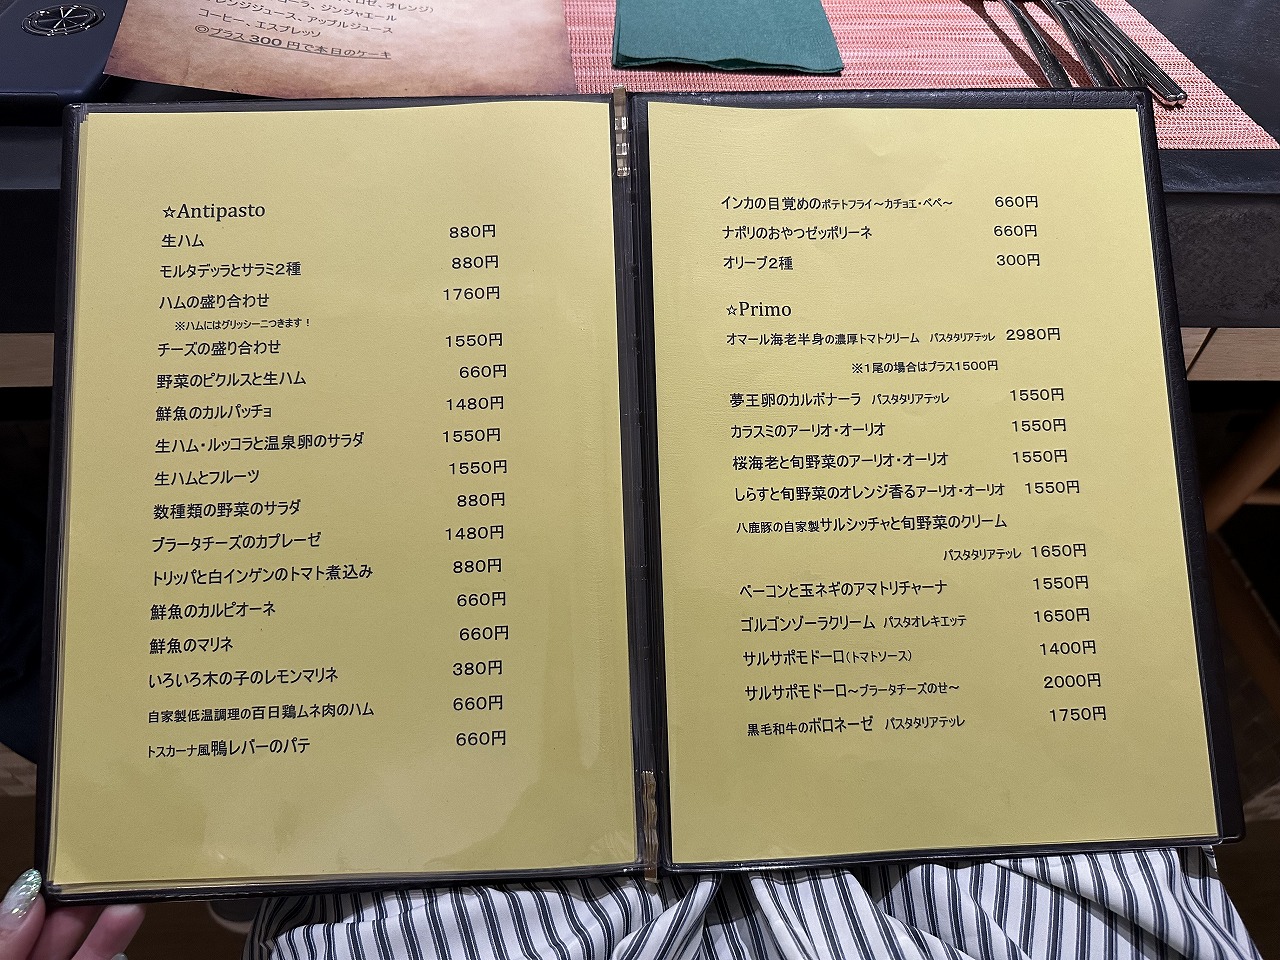 ロゼ、オレンジ)
ーラ、ジンジャエール
レンジジュース、アップルジュース
コーヒー、エスプレッソ
◎プラス 300 円で本日のケーキ
☆Antipasto
生ハム 880円
モルタデッラとサラミ2種 880円
ハムの盛り合わせ 1760円
※ハムにはグリッシーニつきます!
チーズの盛り合わせ 1550円
野菜のピクルスと生ハム 660円
鮮魚のカルパッチョ 1480円
生ハム・ルッコラと温泉卵のサラダ 1550円
生ハムとフルーツ 1550円
数種類の野菜のサラダ 880円
ブラータチーズのカプレーゼ 1480円
トリッパと白インゲンのトマト煮込み 880円
鮮魚のカルピオーネ 660円
鮮魚のマリネ 660円
いろいろ木の子のレモンマリネ 380円
自家製低温調理の百日鶏ムネ肉のハム 660円
トスカーナ風鴨レバーのパテ 660円
インカの目覚めのポテトフライ～カチョエ・ペペ～ 660円
ナポリのおやつゼッポリーネ 660円
オリーブ2種 300円
☆Primo
オマール海老半身の濃厚トマトクリーム パスタタリアテッレ 2980円
※1尾の場合はプラス1500円
夢王卵のカルボナーラ パスタタリアテッレ 1550円
カラスミのアーリオ・オーリオ 1550円
桜海老と旬野菜のアーリオ・オーリオ 1550円
しらすと旬野菜のオレンジ香るアーリオ・オーリオ 1550円
八鹿豚の自家製サルシッチャと旬野菜のクリーム
パスタタリアテッレ 1650円
ベーコンと玉ネギのアマトリチャーナ 1550円
ゴルゴンゾーラクリーム パスタオレキエッテ 1650円
サルサポモドーロ(トマトソース) 1400円
サルサポモドーロ～ブラータチーズのせ～ 2000円
黒毛和牛のボロネーゼ パスタタリアテッレ 1750円